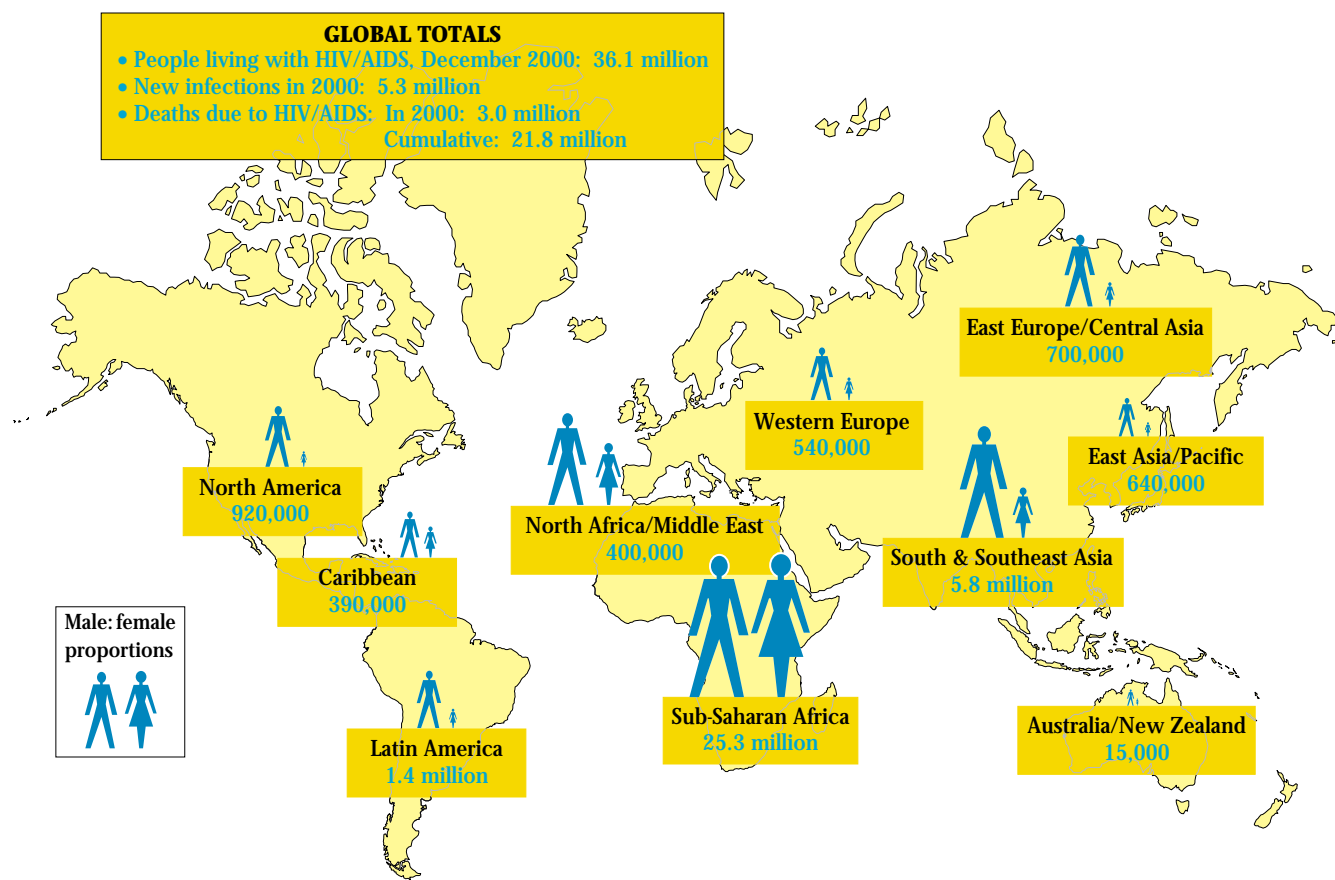 GLOBAL TOTALS
• People living with HIV/AIDS, December 2000: 36.1 million
• New infections in 2000: 5.3 million
• Deaths due to HIV/AIDS: In 2000: 3.0 million
Cumulative: 21.8 million
East Europe/Central Asia
700,000
Western Europe
540,000
East Asia/Pacific
640,000
North America
920,000
North Africa/Middle East
400,000
South & Southeast Asia
5.8 million
Caribbean
390,000
Male: female
proportions
Sub-Saharan Africa
25.3 million
Australia/New Zealand
15,000
Latin America
1.4 million